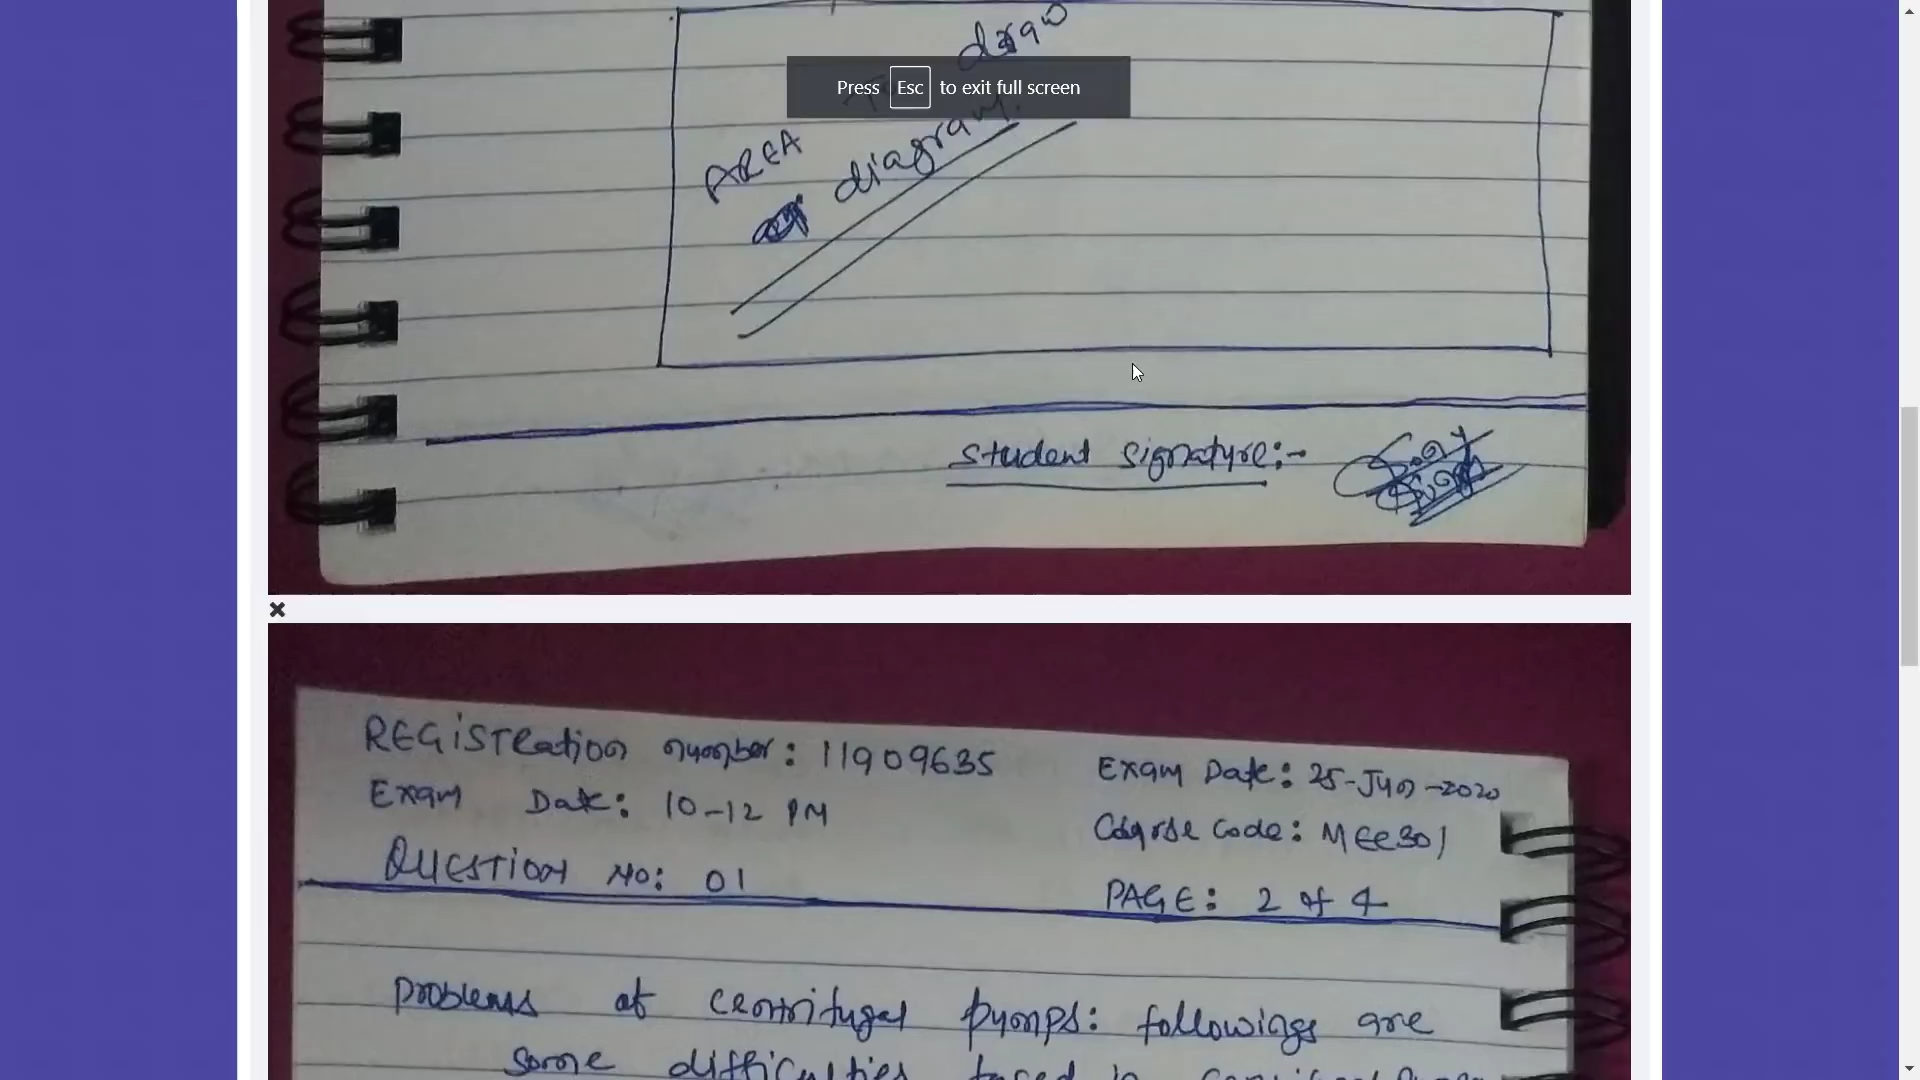 draw
Press Esc to exit full screen
AREA
diagram.
Student Signature:-
REGiSTRation number: 11909635 Exam Date: 25-Jun-2020
Exam Date: 10-12 PM Course Code: MEC301
QUESTiON NO: 01 PAGE: 2 of 4
Problems of centrifugal pumps: followings are
some difficulties faced in